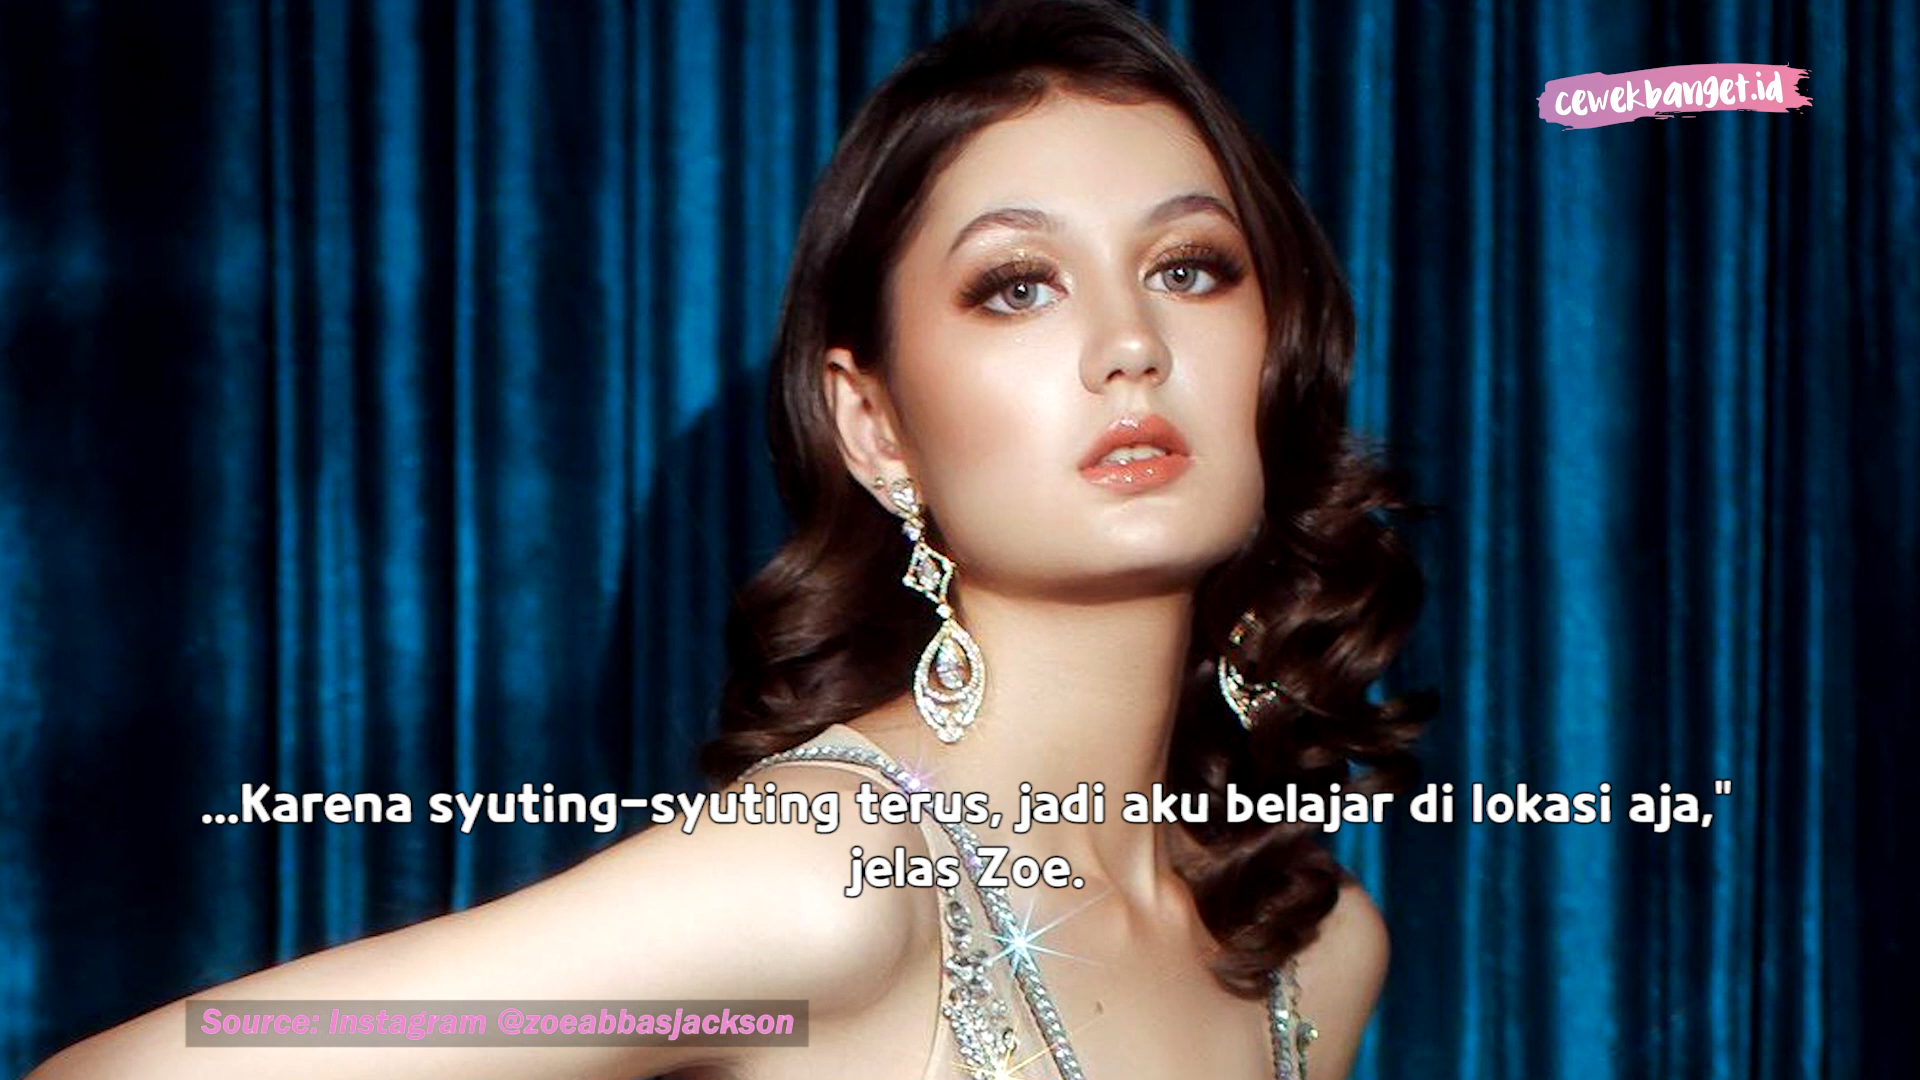 cewekbanget.id
...Karena syuting-syuting terus, jadi aku belajar di lokasi aja,"
jelas Zoe.
Source: Instagram @zoeabbasjackson